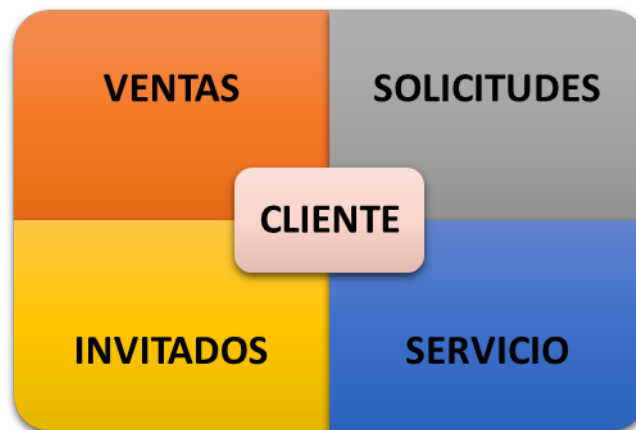 VENTAS
SOLICITUDES
CLIENTE
INVITADOS
SERVICIO